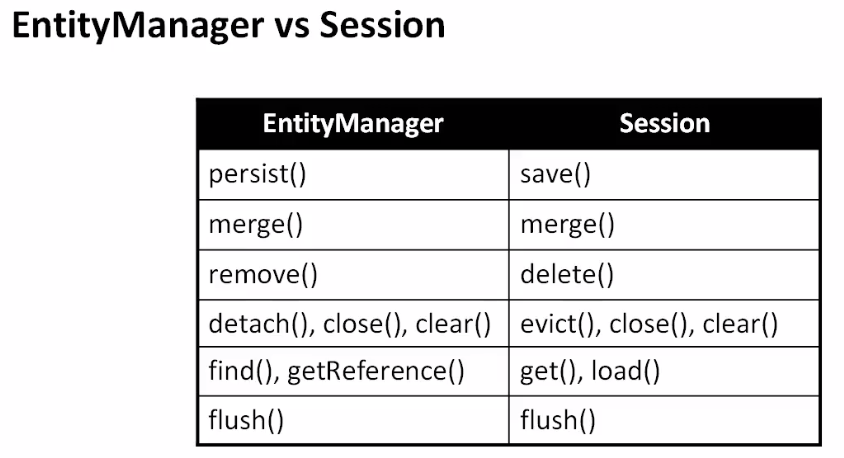 EntityManager vs Session
EntityManager Session
persist() save()
merge() merge()
remove() delete()
detach(), close(), clear() evict(), close(), clear()
find(), getReference() get(), load()
flush() flush()